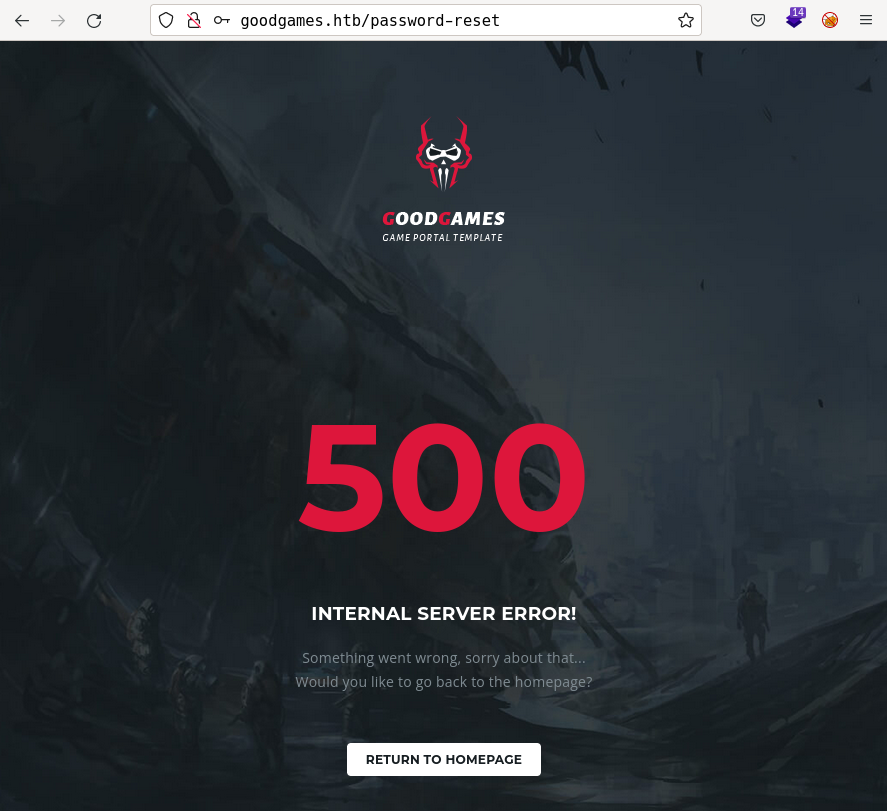 goodgames.htb/password-reset
14
GOODGAMES
GAME PORTAL TEMPLATE
500
INTERNAL SERVER ERROR!
Something went wrong, sorry about that...
Would you like to go back to the homepage?
RETURN TO HOMEPAGE